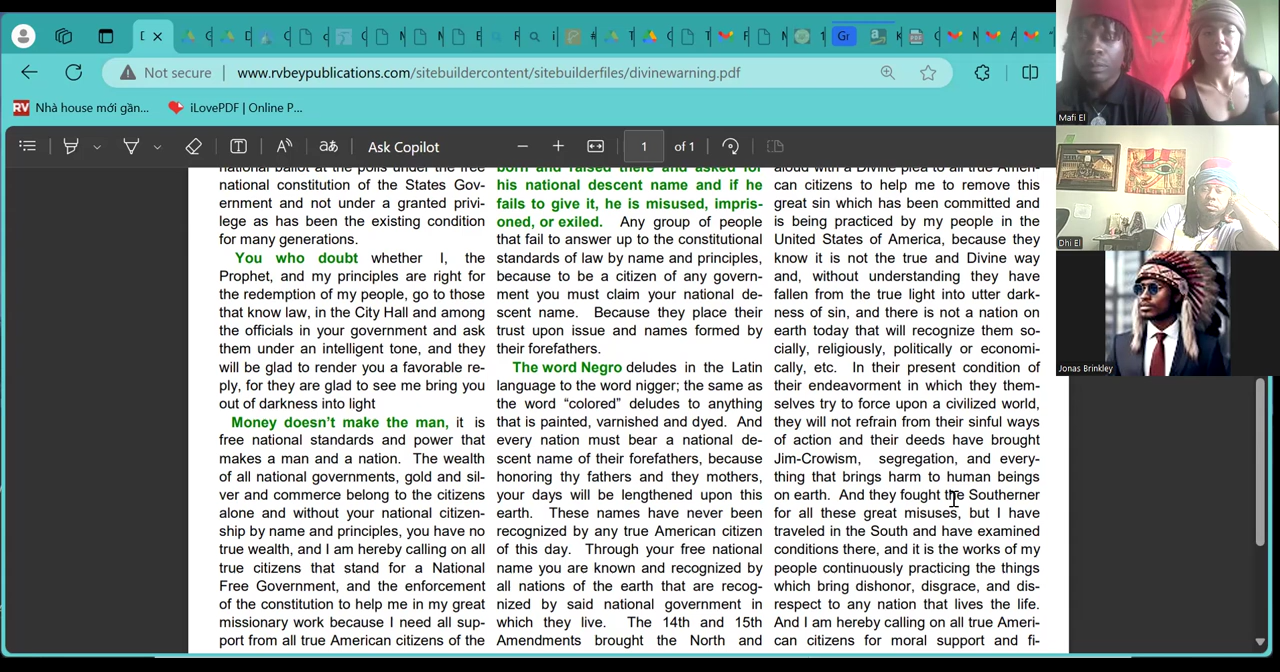 Not secure
www.rvbeypublications.com/sitebuildercontent/sitebuilderfiles/divinewarning.pdf
RV Nhà house mới gần...
iLovePDF | Online P...
Ask Copilot
1 of 1
national ballot at the polls under the free
national constitution of the States Gov-
ernment and not under a granted privi-
lege as has been the existing condition
for many generations.
You who doubt whether I, the
Prophet, and my principles are right for
the redemption of my people, go to those
that know law, in the City Hall and among
the officials in your government and ask
them under an intelligent tone, and they
will be glad to render you a favorable re-
ply, for they are glad to see me bring you
out of darkness into light
Money doesn't make the man, it is
free national standards and power that
makes a man and a nation. The wealth
of all national governments, gold and sil-
ver and commerce belong to the citizens
alone and without your national citizen-
ship by name and principles, you have no
true wealth, and I am hereby calling on all
true citizens that stand for a National
Free Government, and the enforcement
of the constitution to help me in my great
missionary work because I need all sup-
port from all true American citizens of the
born and raised there and asked for
his national descent name and if he
fails to give it, he is misused, impris-
oned, or exiled. Any group of people
that fail to answer up to the constitutional
standards of law by name and principles,
because to be a citizen of any govern-
ment you must claim your national de-
scent name. Because they place their
trust upon issue and names formed by
their forefathers.
The word Negro deludes in the Latin
language to the word nigger; the same as
the word “colored” deludes to anything
that is painted, varnished and dyed. And
every nation must bear a national de-
scent name of their forefathers, because
honoring thy fathers and they mothers,
your days will be lengthened upon this
earth. These names have never been
recognized by any true American citizen
of this day. Through your free national
name you are known and recognized by
all nations of the earth that are recog-
nized by said national government in
which they live. The 14th and 15th
Amendments brought the North and
aloud with a Divine plea to all true Ameri-
can citizens to help me to remove this
great sin which has been committed and
is being practiced by my people in the
United States of America, because they
know it is not the true and Divine way
and, without understanding they have
fallen from the true light into utter dark-
ness of sin, and there is not a nation on
earth today that will recognize them so-
cially, religiously, politically or economi-
cally, etc. In their present condition of
their endeavorment in which they them-
selves try to force upon a civilized world,
they will not refrain from their sinful ways
of action and their deeds have brought
Jim-Crowism, segregation, and every-
thing that brings harm to human beings
on earth. And they fought the Southerner
for all these great misuses, but I have
traveled in the South and have examined
conditions there, and it is the works of my
people continuously practicing the things
which bring dishonor, disgrace, and dis-
respect to any nation that lives the life.
And I am hereby calling on all true Ameri-
can citizens for moral support and fi-
Mafi El
Dhi El
Jonas Brinkley